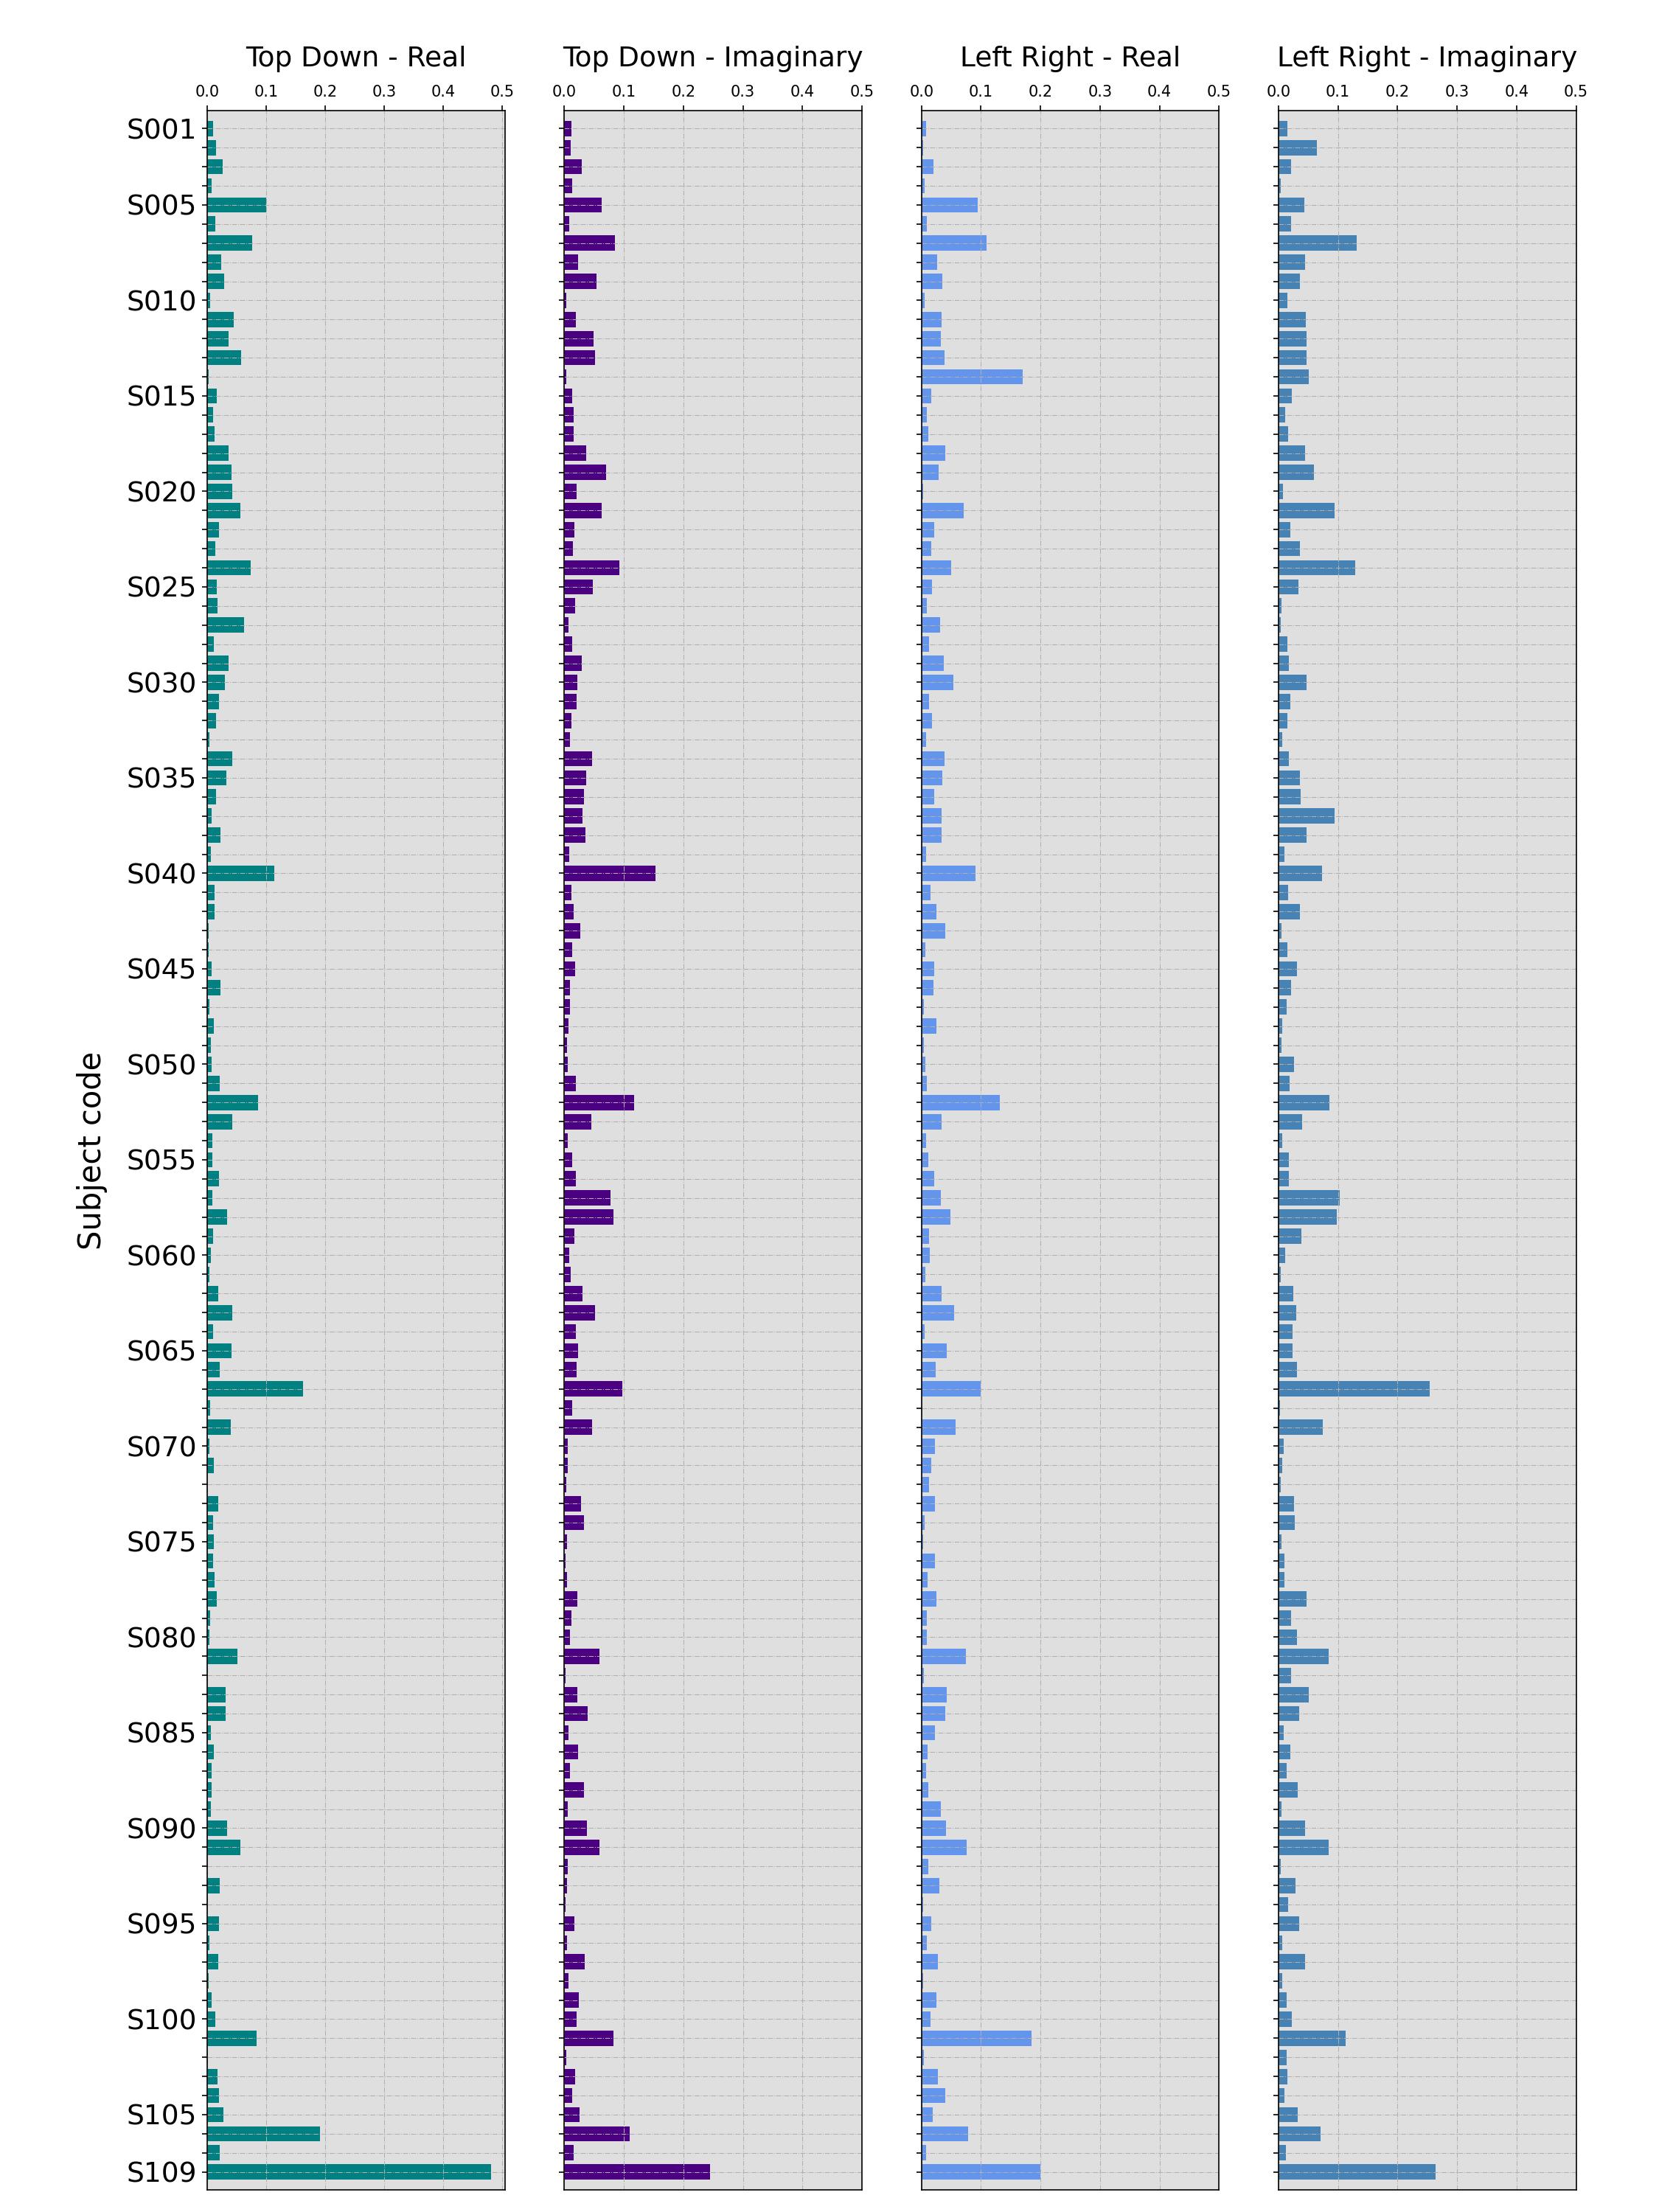 Top Down - Real
Top Down - Imaginary
Left Right - Real
Left Right - Imaginary
0.0 0.1 0.2 0.3 0.4 0.5
0.0 0.1 0.2 0.3 0.4 0.5
0.0 0.1 0.2 0.3 0.4 0.5
0.0 0.1 0.2 0.3 0.4 0.5
Subject code
S001
S005
S010
S015
S020
S025
S030
S035
S040
S045
S050
S055
S060
S065
S070
S075
S080
S085
S090
S095
S100
S105
S109